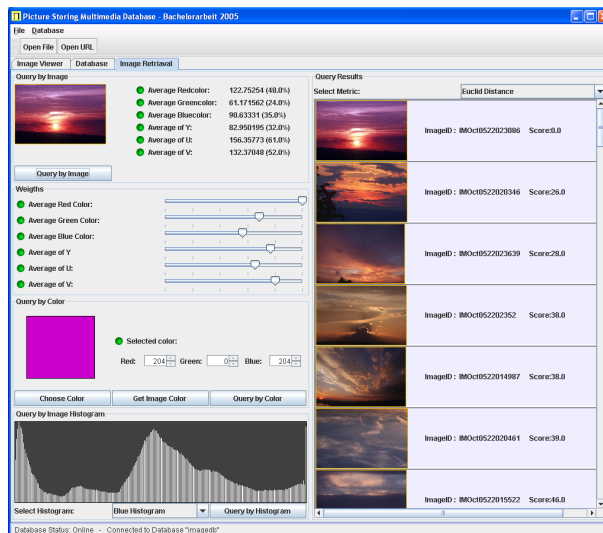 Picture Storing Multimedia Database - Bachelorarbeit 2005
File Database
Open File Open URL
Image Viewer Database Image Retrieval
Query by Image
Average Redcolor: 122.75254 (48.0%)
Average Greencolor: 61.171562 (24.0%)
Average Bluecolor: 90.63331 (35.0%)
Average of Y: 82.950195 (32.0%)
Average of U: 156.35773 (61.0%)
Average of V: 132.37048 (52.0%)
Query by Image
Weigths
Average Red Color:
Average Green Color:
Average Blue Color:
Average of Y
Average of U:
Average of V:
Query by Color
Selected color:
Red: 204 Green: 0 Blue: 204
Choose Color Get Image Color Query by Color
Query by Image Histogram
Select Histogram: Blue Histogram Query by Histogram
Query Results
Select Metric: Euclid Distance
ImageID : IMOct0522023086 Score:0.0
ImageID : IMOct0522020346 Score:26.0
ImageID : IMOct0522023639 Score:28.0
ImageID : IMOct052202352 Score:38.0
ImageID : IMOct0522014987 Score:38.0
ImageID : IMOct0522020461 Score:39.0
ImageID : IMOct0522015522 Score:46.0
Database Status: Online - Connected to Database "imagedb"